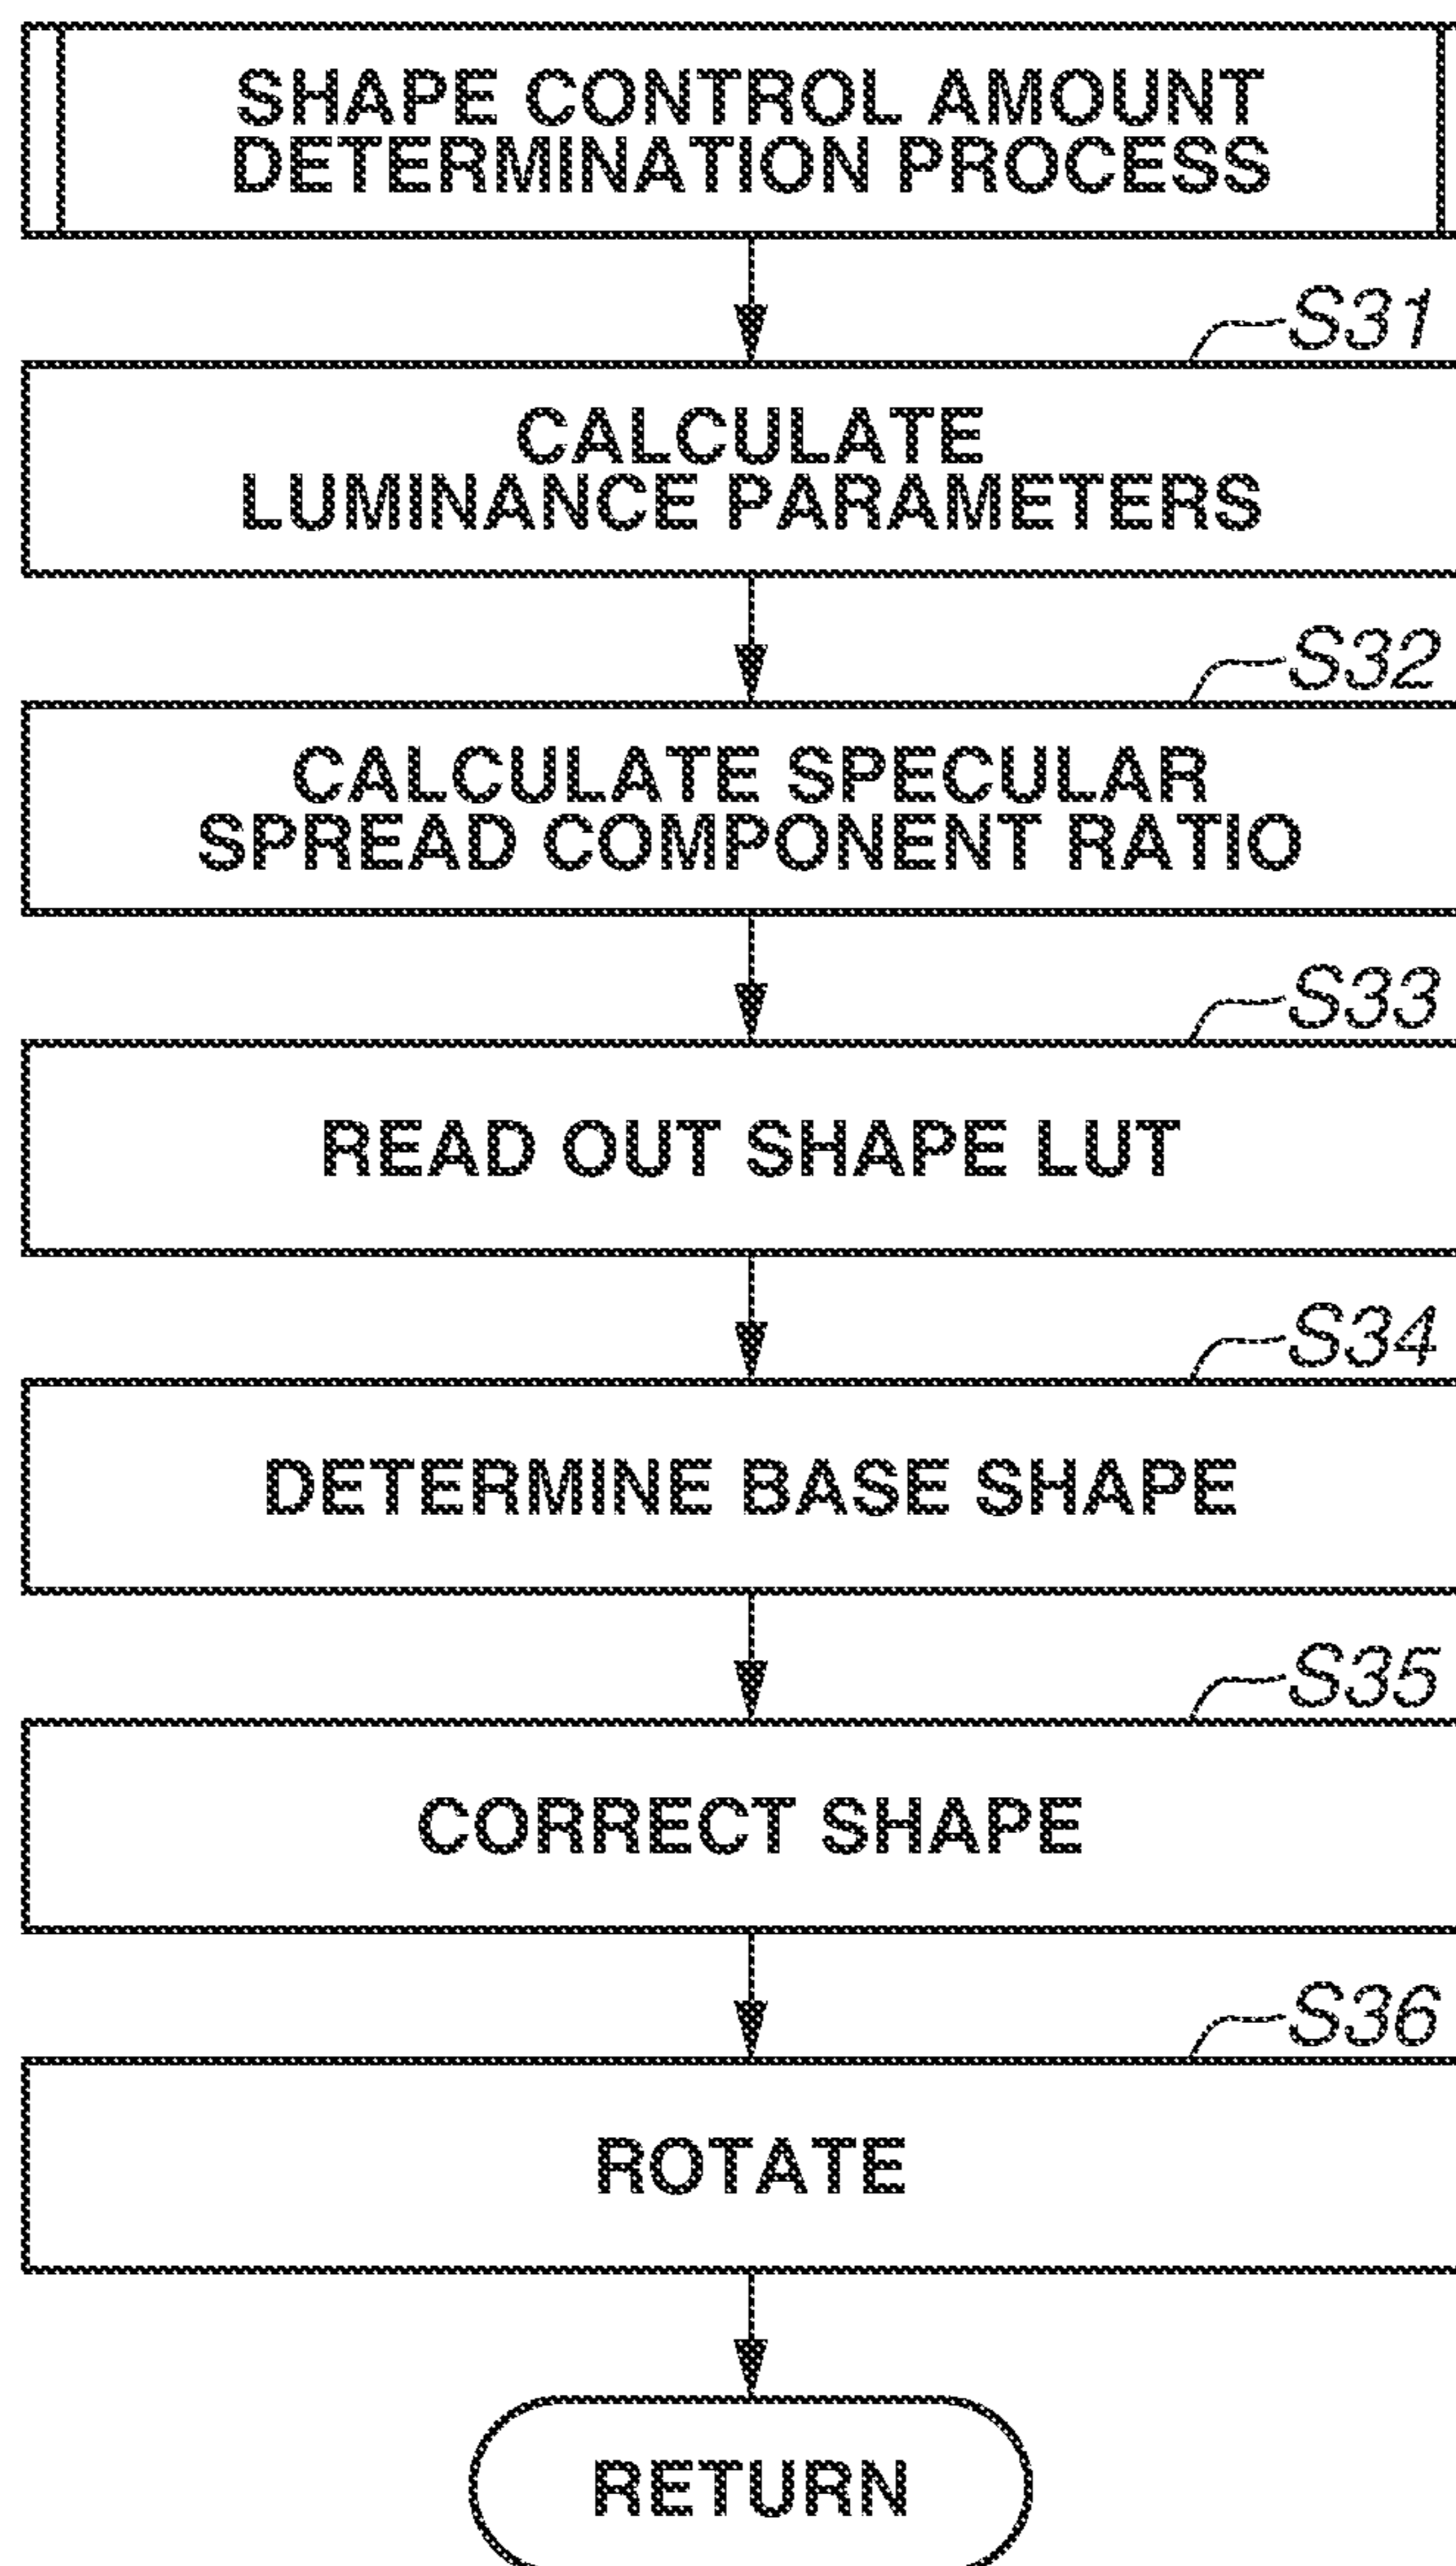 SHAPE CONTROL AMOUNT
DETERMINATION PROCESS
S31
CALCULATE
LUMINANCE PARAMETERS
S32
CALCULATE SPECULAR
SPREAD COMPONENT RATIO
S33
READ OUT SHAPE LUT
S34
DETERMINE BASE SHAPE
S35
CORRECT SHAPE
S36
ROTATE
RETURN